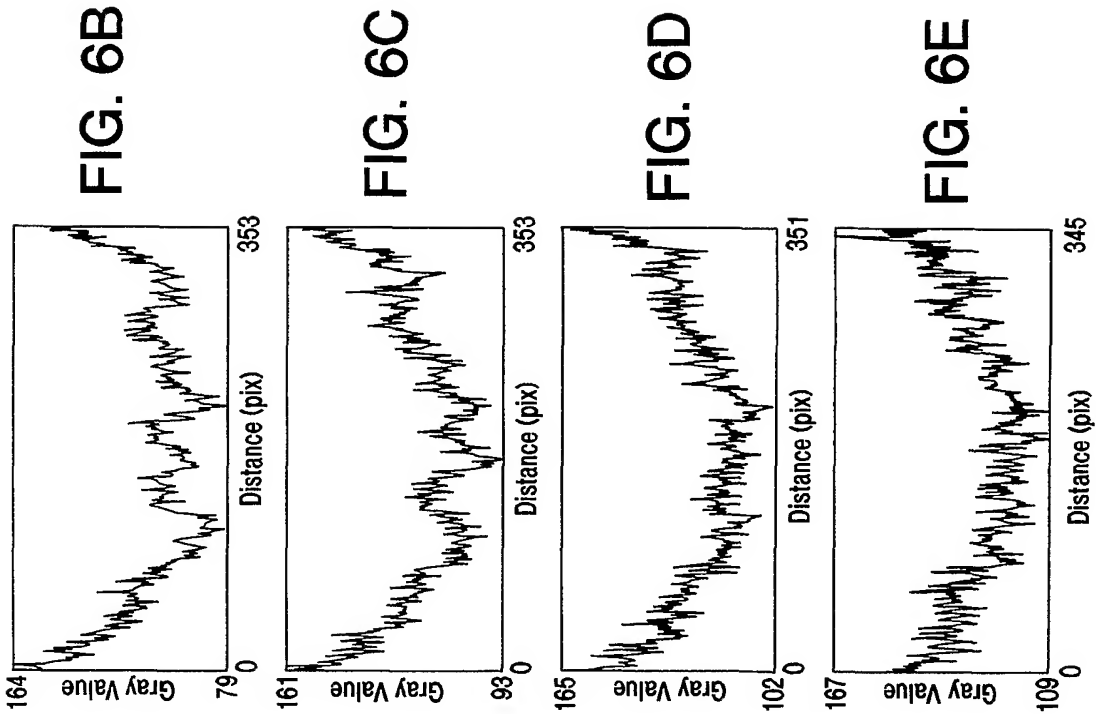 FIG. 6B
164
Gray Value
79
0
Distance (pix)
353
FIG. 6C
161
Gray Value
93
0
Distance (pix)
353
FIG. 6D
165
Gray Value
102
0
Distance (pix)
351
FIG. 6E
167
Gray Value
109
0
Distance (pix)
345